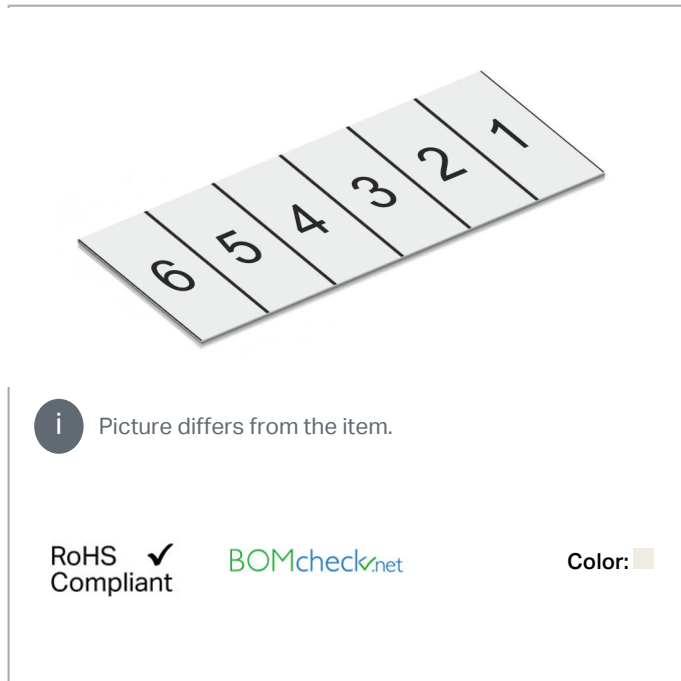 6 5 4 3 2 1
i Picture differs from the item.
RoHS ✔
Compliant
BOMcheck.net
Color: